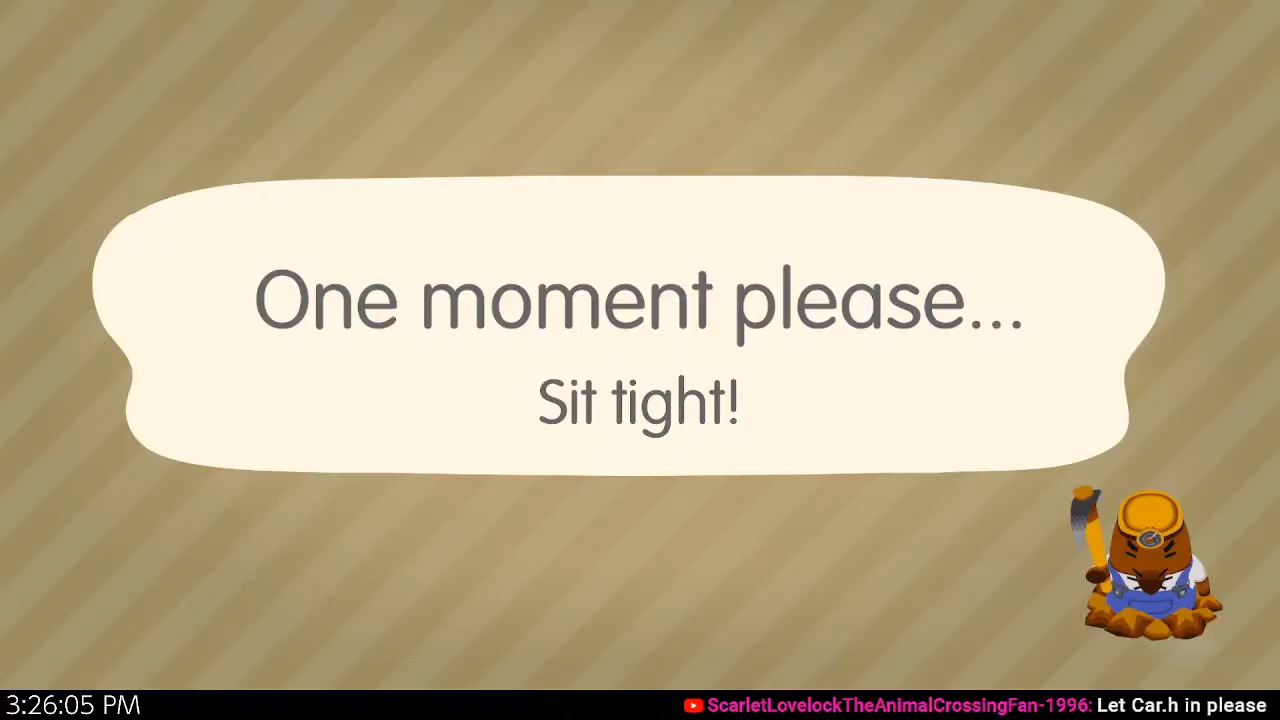 One moment please...
Sit tight!
3:26:05 PM
ScarletLovelockTheAnimalCrossingFan-1996: Let Car.h in please